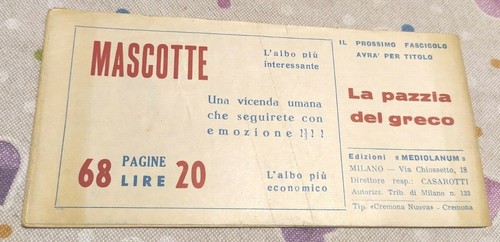 MASCOTTE
L'albo più
interessante
Una vicenda umana
che seguirete con
emozione !!!!
68 PAGINE LIRE 20
L'albo più
economico
IL PROSSIMO FASCICOLO
AVRA' PER TITOLO
La pazzia
del greco
Edizioni «MEDIOLANUM»
MILANO - Via Chiossetto, 18
Direttore resp.: CASAROTTI
Autorizz. Trib. di Milano n. 133
Tip. «Cremona Nuova» - Cremona